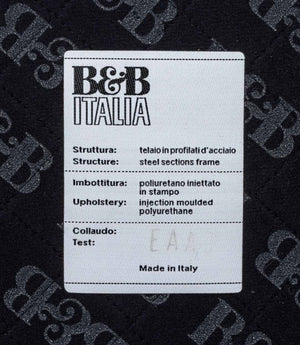 B&B
ITALIA
Struttura: telaio in profilati d'acciaio
Structure: steel sections frame
Imbottitura: poliuretano iniettato
in stampo
Upholstery: injection moulded
polyurethane
Collaudo:
Test:
Made in Italy